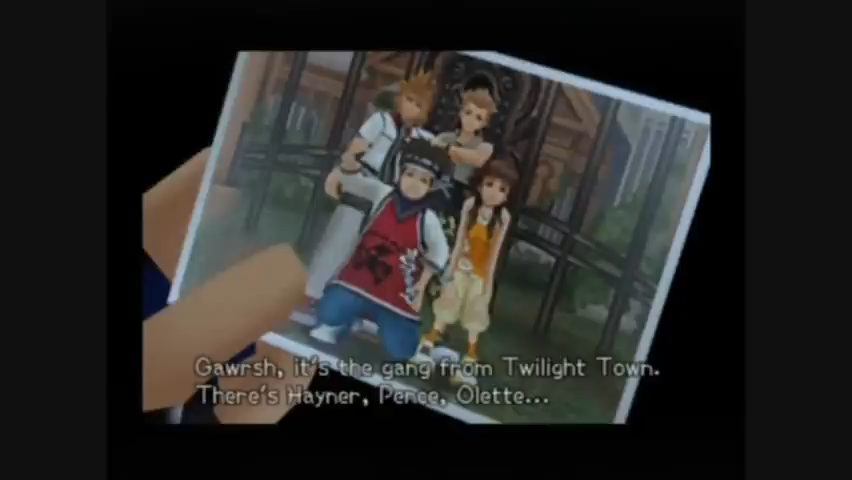 Gawrsh, it's the gang from Twilight Town.
There's Hayner, Pence, Olette...